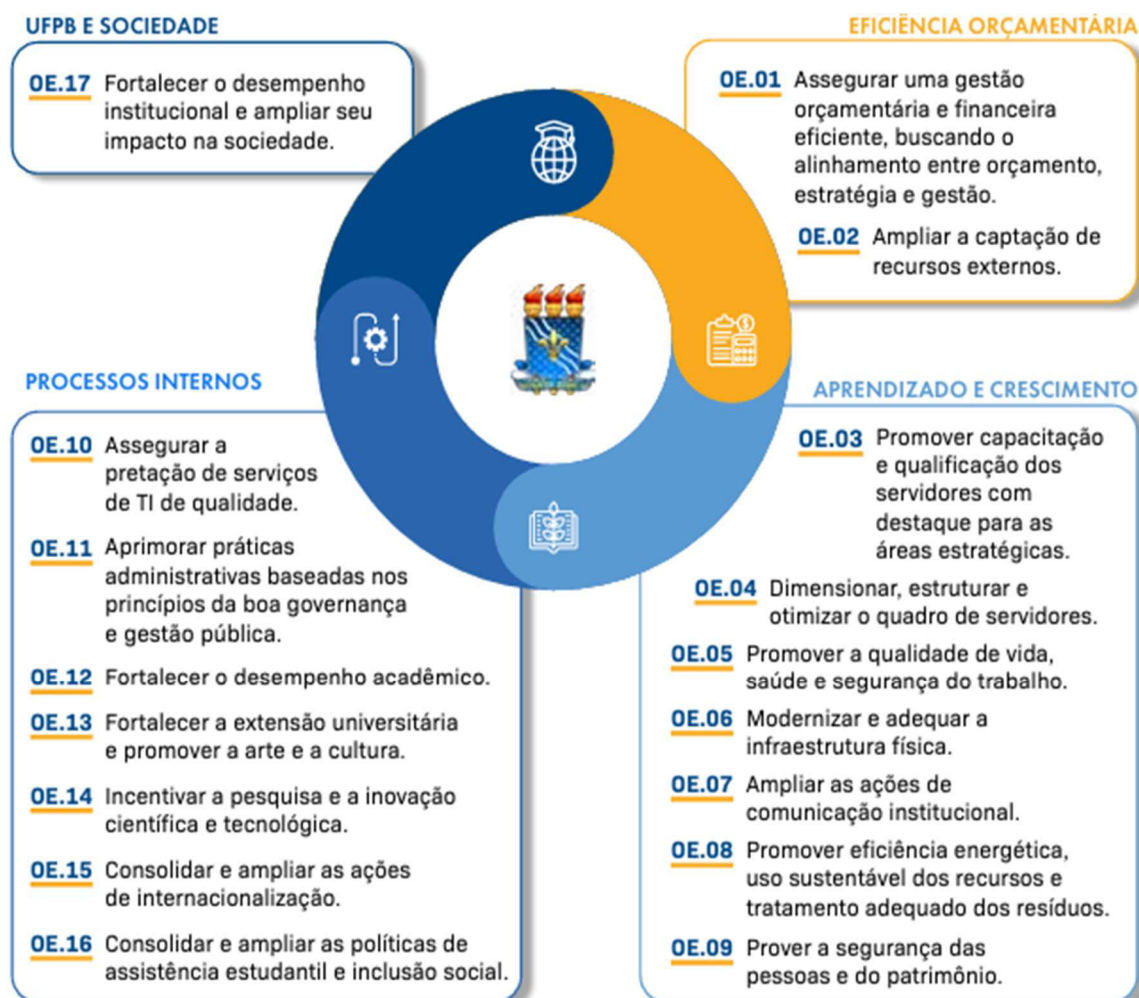 UFPB E SOCIEDADE
OE.17 Fortalecer o desempenho
institucional e ampliar seu
impacto na sociedade.
EFICIÊNCIA ORÇAMENTÁRIA
OE.01 Assegurar uma gestão
orçamentária e financeira
eficiente, buscando o
alinhamento entre orçamento,
estratégia e gestão.
OE.02 Ampliar a captação de
recursos externos.
PROCESSOS INTERNOS
OE.10 Assegurar a
pretação de serviços
de TI de qualidade.
OE.11 Aprimorar práticas
administrativas baseadas nos
princípios da boa governança
e gestão pública.
OE.12 Fortalecer o desempenho acadêmico.
OE.13 Fortalecer a extensão universitária
e promover a arte e a cultura.
OE.14 Incentivar a pesquisa e a inovação
científica e tecnológica.
OE.15 Consolidar e ampliar as ações
de internacionalização.
OE.16 Consolidar e ampliar as políticas de
assistência estudantil e inclusão social.
APRENDIZADO E CRESCIMENTO
OE.03 Promover capacitação
e qualificação dos
servidores com
destaque para as
áreas estratégicas.
OE.04 Dimensionar, estruturar e
otimizar o quadro de servidores.
OE.05 Promover a qualidade de vida,
saúde e segurança do trabalho.
OE.06 Modernizar e adequar a
infraestrutura física.
OE.07 Ampliar as ações de
comunicação institucional.
OE.08 Promover eficiência energética,
uso sustentável dos recursos e
tratamento adequado dos resíduos.
OE.09 Prover a segurança das
pessoas e do patrimônio.